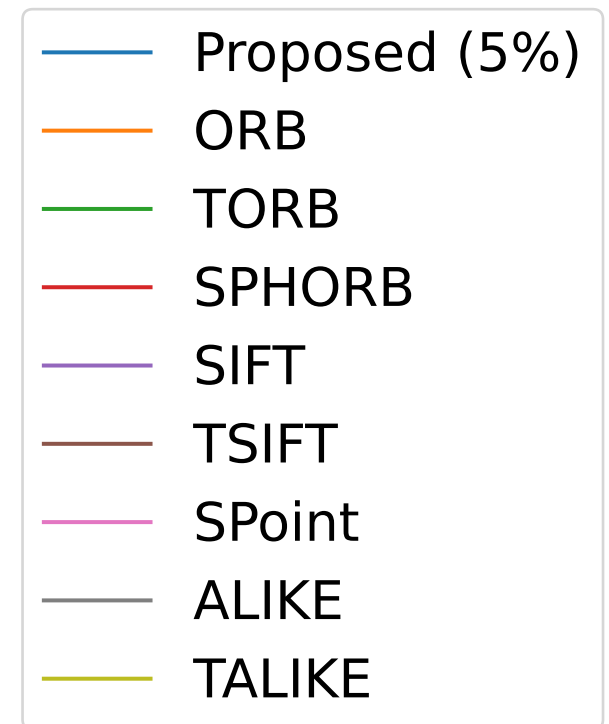 Proposed (5%)
ORB
TORB
SPHORB
SIFT
TSIFT
SPoint
ALIKE
TALIKE